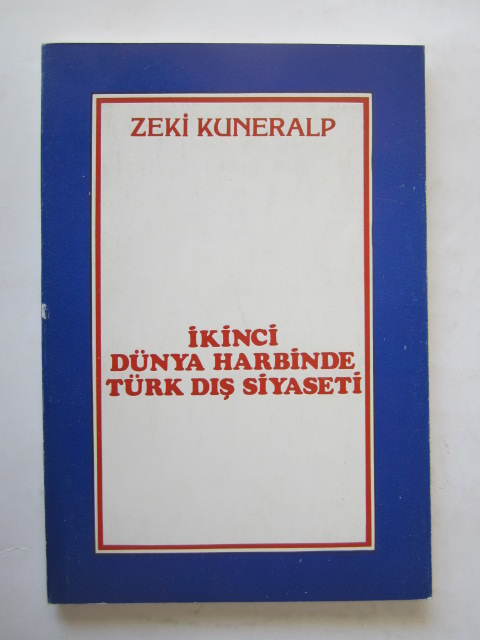 ZEKİ KUNERALP
İKİNCİ
DÜNYA HARBİNDE
TÜRK DIŞ SİYASETİ